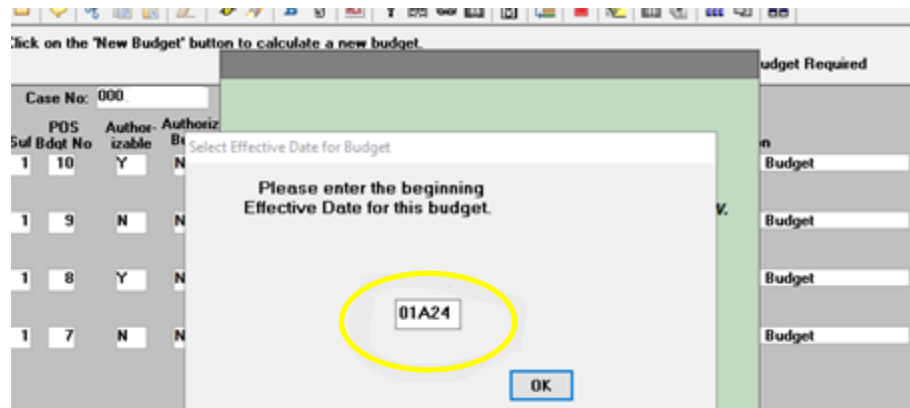 Click on the "New Budget" button to calculate a new budget.
udget Required
Case No: 000
POS Author- Authoriz
Suf Bdgt No izable
Select Effective Date for Budget
1 10 Y N Budget
Please enter the beginning
Effective Date for this budget.
1 9 N N Budget
1 8 Y N Budget
01A24
1 7 N N Budget
OK